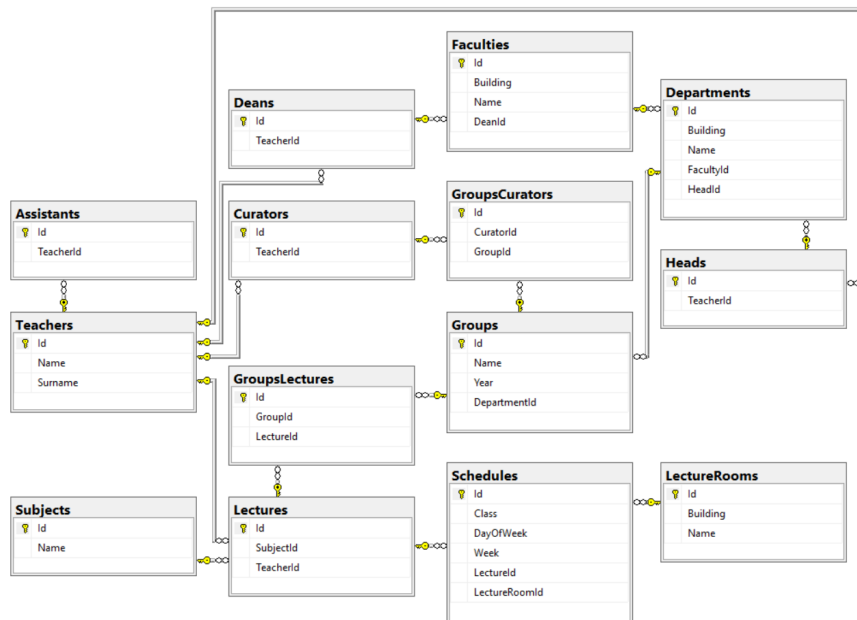 Faculties
Id
Building
Name
DeanId
Departments
Id
Building
Name
FacultyId
HeadId
Deans
Id
TeacherId
GroupsCurators
Id
CuratorId
GroupId
Assistants
Id
TeacherId
Curators
Id
TeacherId
Heads
Id
TeacherId
Teachers
Id
Name
Surname
Groups
Id
Name
Year
DepartmentId
GroupsLectures
Id
GroupId
LectureId
Schedules
Id
Class
DayOfWeek
Week
LectureId
LectureRoomId
LectureRooms
Id
Building
Name
Subjects
Id
Name
Lectures
Id
SubjectId
TeacherId